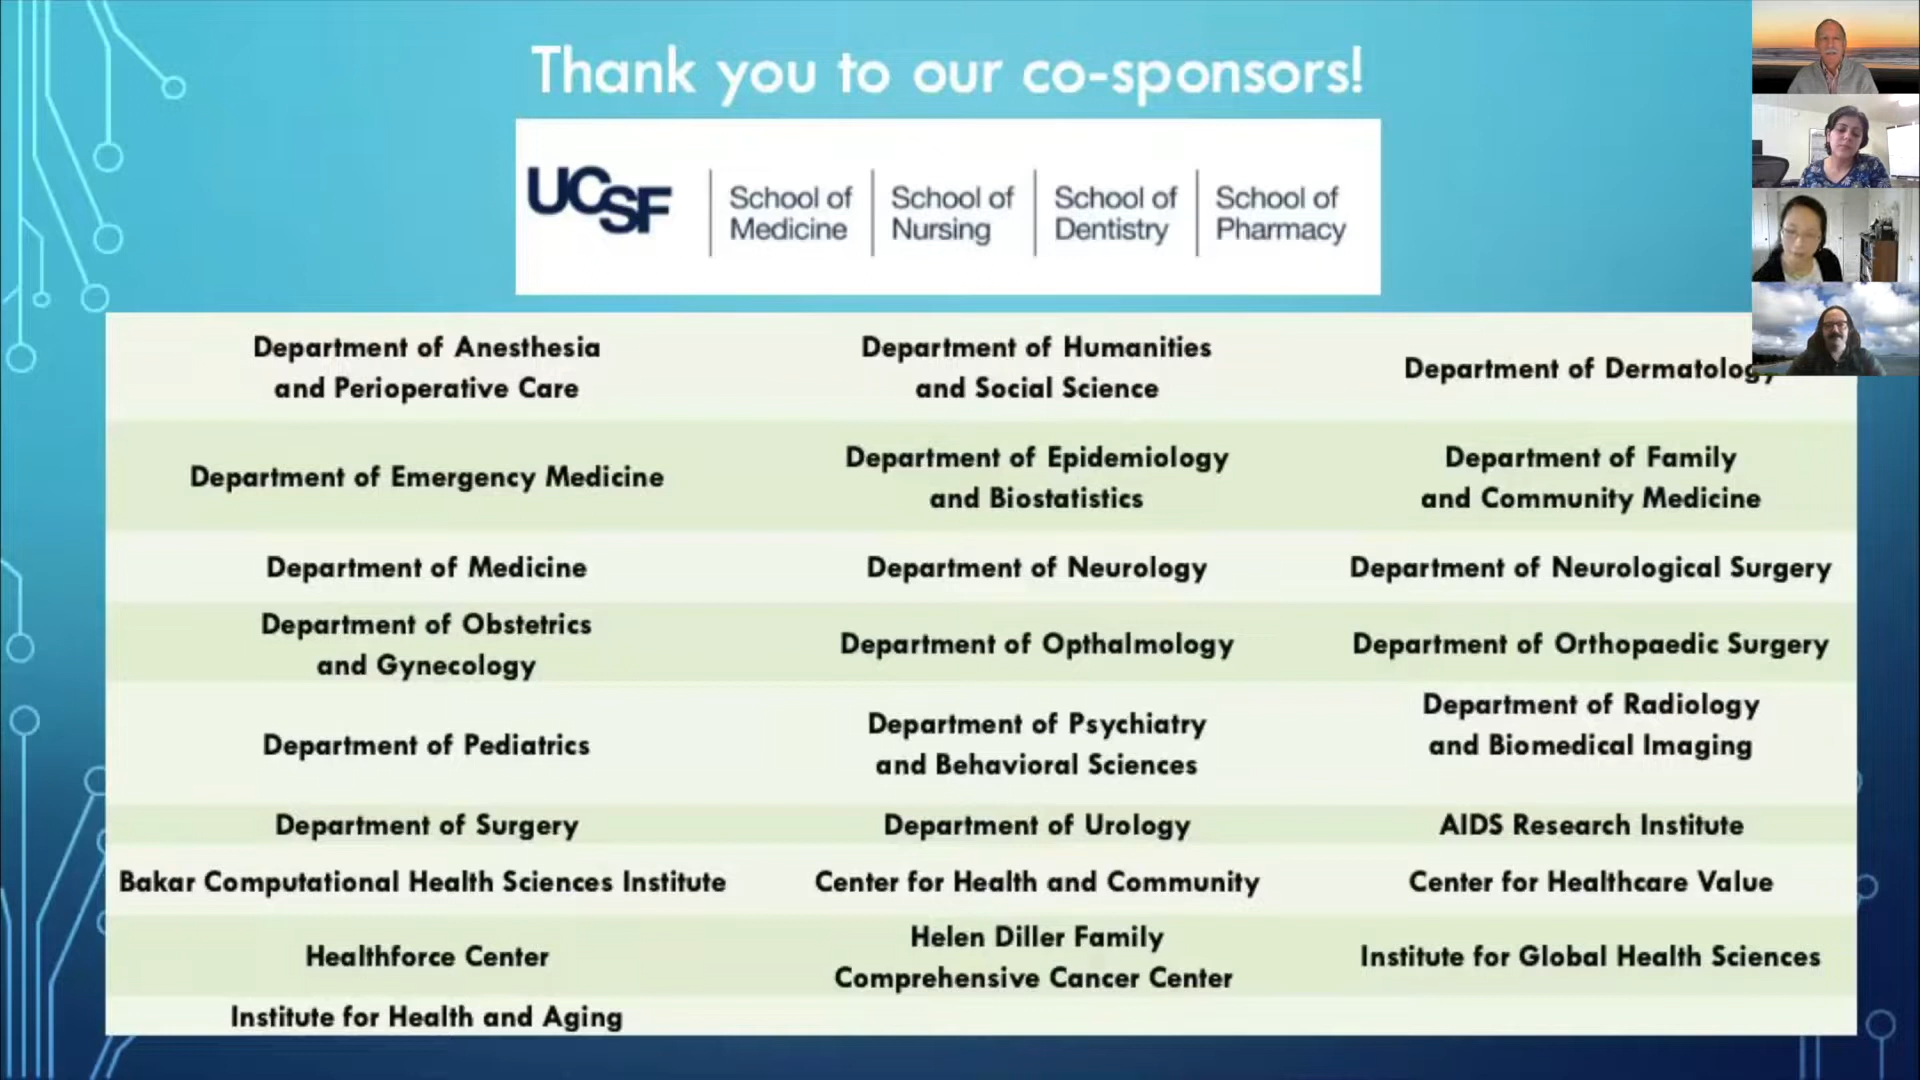 Thank you to our co-sponsors!
UCSF
School of
Medicine
School of
Nursing
School of
Dentistry
School of
Pharmacy
Department of Anesthesia
and Perioperative Care
Department of Humanities
and Social Science
Department of Dermatology
Department of Emergency Medicine
Department of Epidemiology
and Biostatistics
Department of Family
and Community Medicine
Department of Medicine
Department of Neurology
Department of Neurological Surgery
Department of Obstetrics
and Gynecology
Department of Opthalmology
Department of Orthopaedic Surgery
Department of Pediatrics
Department of Psychiatry
and Behavioral Sciences
Department of Radiology
and Biomedical Imaging
Department of Surgery
Department of Urology
AIDS Research Institute
Bakar Computational Health Sciences Institute
Center for Health and Community
Center for Healthcare Value
Healthforce Center
Helen Diller Family
Comprehensive Cancer Center
Institute for Global Health Sciences
Institute for Health and Aging